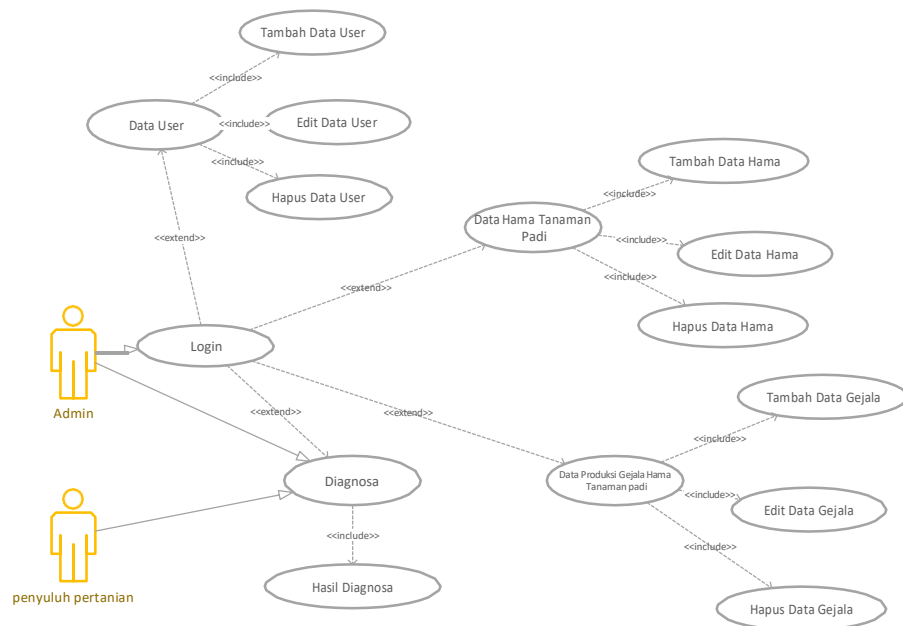 Tambah Data User
<<include>>
Data User
<<include>>
Edit Data User
<<include>>
Hapus Data User
<<extend>>
Tambah Data Hama
<<include>>
Data Hama Tanaman
Padi
<<include>>
Edit Data Hama
<<include>>
<<extend>>
Hapus Data Hama
Login
Admin
<<extend>>
<<extend>>
Tambah Data Gejala
<<include>>
Diagnosa
Data Produksi Gejala Hama
Tanaman padi
<<include>>
Edit Data Gejala
<<include>>
<<include>>
Hasil Diagnosa
penyuluh pertanian
Hapus Data Gejala